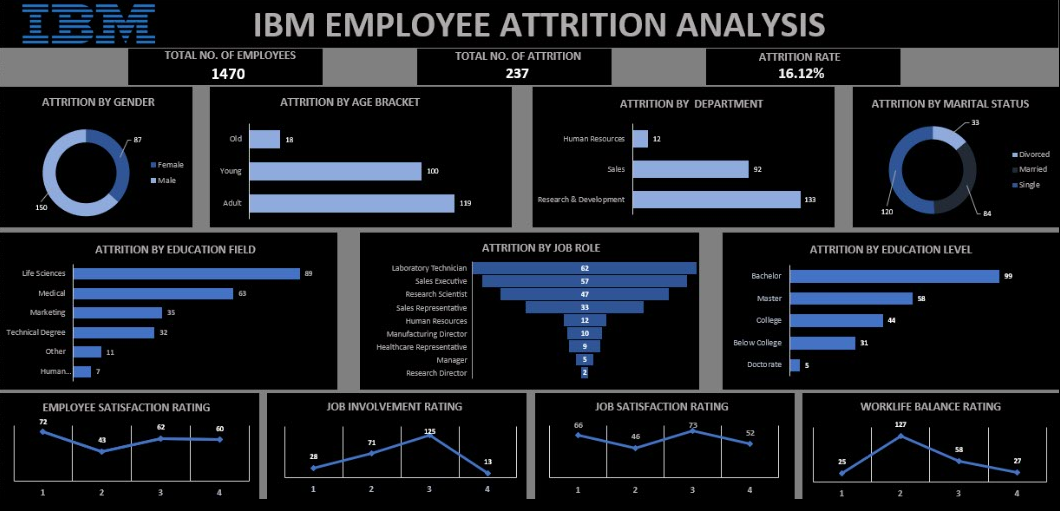 IBM
IBM EMPLOYEE ATTRITION ANALYSIS
TOTAL NO. OF EMPLOYEES
1470
TOTAL NO. OF ATTRITION
237
ATTRITION RATE
16.12%
ATTRITION BY GENDER
87
150
Female
Male
ATTRITION BY AGE BRACKET
Old 18
Young 100
Adult 119
ATTRITION BY DEPARTMENT
Human Resources 12
Sales 92
Research & Development 133
ATTRITION BY MARITAL STATUS
33
120
84
Divorced
Married
Single
ATTRITION BY EDUCATION FIELD
Life Sciences 89
Medical 63
Marketing 35
Technical Degree 32
Other 11
Human... 7
ATTRITION BY JOB ROLE
Laboratory Technician 62
Sales Executive 57
Research Scientist 47
Sales Representative 33
Human Resources 12
Manufacturing Director 10
Healthcare Representative 9
Manager 5
Research Director 2
ATTRITION BY EDUCATION LEVEL
Bachelor 99
Master 58
College 44
Below College 31
Doctorate 5
EMPLOYEE SATISFACTION RATING
72 43 62 60
1 2 3 4
JOB INVOLVEMENT RATING
28 71 125 13
1 2 3 4
JOB SATISFACTION RATING
66 46 73 52
1 2 3 4
WORKLIFE BALANCE RATING
25 127 58 27
1 2 3 4